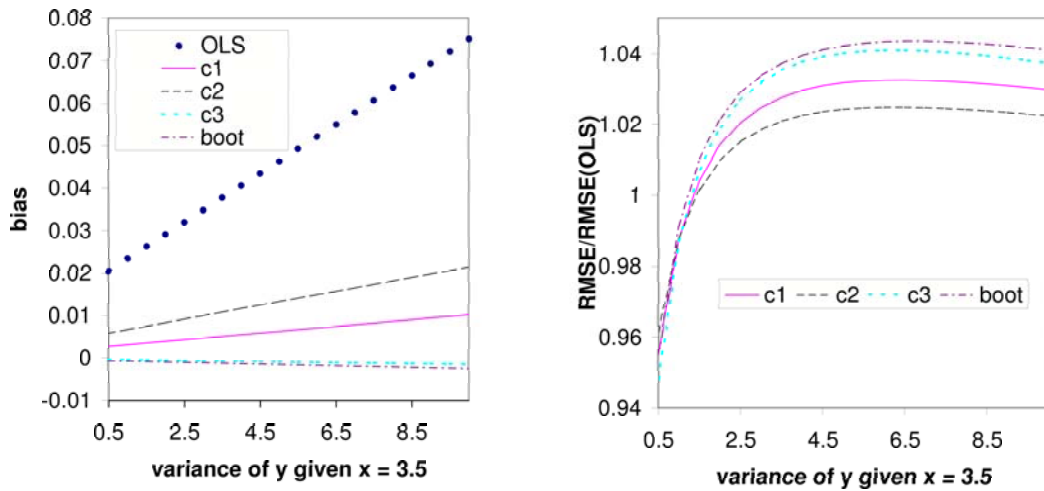 0.08
0.07
0.06
0.05
0.04
0.03
0.02
0.01
0
-0.01
bias
OLS
c1
c2
c3
boot
0.5 2.5 4.5 6.5 8.5
variance of y given x = 3.5
1.04
1.02
1
0.98
0.96
0.94
RMSE/RMSE(OLS)
c1 c2 c3 boot
0.5 2.5 4.5 6.5 8.5
variance of y given x = 3.5